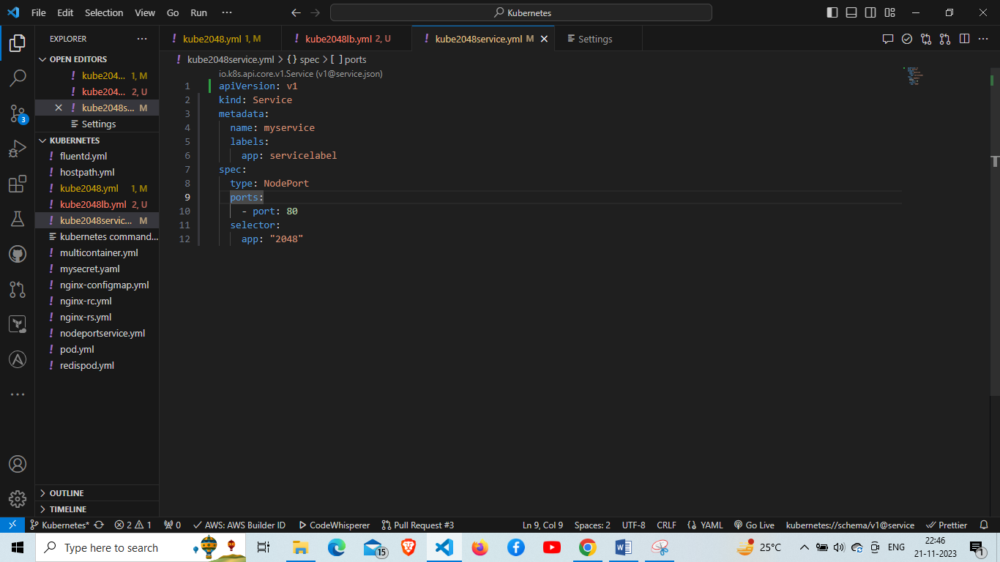 File Edit Selection View Go Run ··· Kubernetes
EXPLORER ···
OPEN EDITORS
kube204... 1, M
kube204... 2, U
kube2048s... M
Settings
KUBERNETES
fluentd.yml
hostpath.yml
kube2048.yml 1, M
kube2048lb.yml 2, U
kube2048servic... M
kubernetes command...
multicontainer.yml
mysecret.yaml
nginx-configmap.yml
nginx-rc.yml
nginx-rs.yml
nodeportservice.yml
pod.yml
redispod.yml
OUTLINE
TIMELINE
3
kube2048.yml 1, M kube2048lb.yml 2, U kube2048service.yml M Settings
kube2048service.yml > {} spec > [ ] ports
io.k8s.api.core.v1.Service (v1@service.json)
1 apiVersion: v1
2 kind: Service
3 metadata:
4   name: myservice
5   labels:
6     app: servicelabel
7 spec:
8   type: NodePort
9   ports:
10     - port: 80
11   selector:
12     app: "2048"
Kubernetes* 2 1 0 AWS: AWS Builder ID CodeWhisperer Pull Request #3 Ln 9, Col 9 Spaces: 2 UTF-8 CRLF {} YAML Go Live kubernetes://schema/v1@service Prettier
Type here to search 15 25°C ENG 22:46 1
21-11-2023